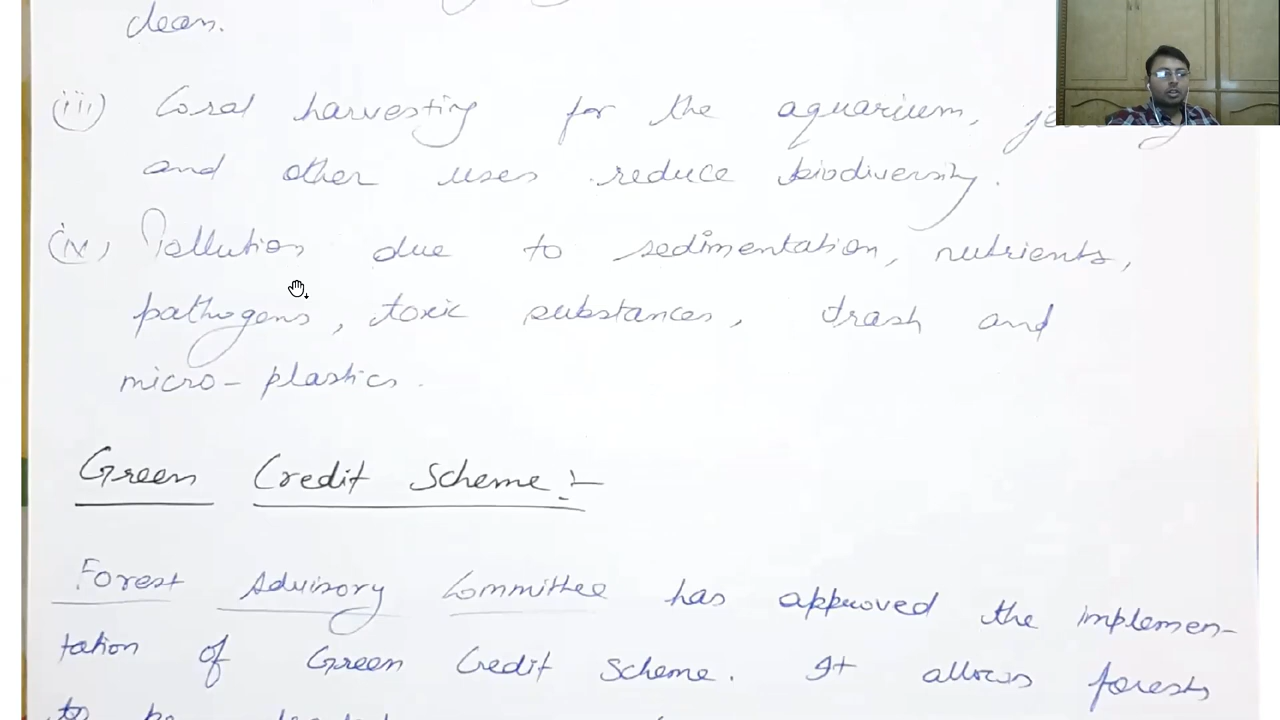 clean.
(iii) Coral harvesting for the aquarium,
and other uses reduce biodiversity.
(iv) Pollution due to sedimentation, nutrients,
pathogens, toxic substances, trash and
micro-plastics.
Green Credit Scheme:-
Forest Advisory Committee has approved the implemen-
tation of Green Credit Scheme. It allows forests
to be